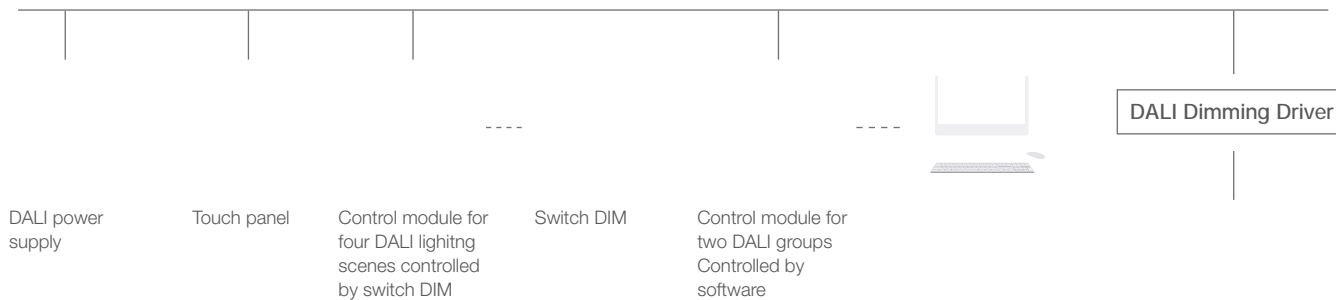 DALI Dimming Driver
DALI power
supply
Touch panel
Control module for
four DALI lighitng
scenes controlled
by switch DIM
Switch DIM
Control module for
two DALI groups
Controlled by
software